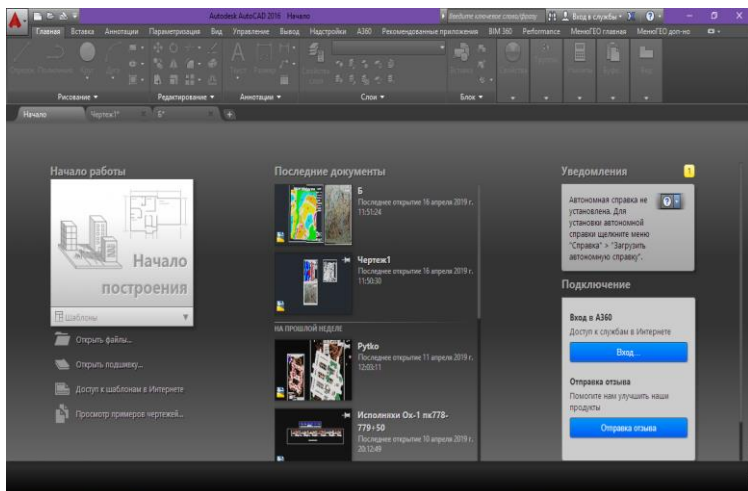 Autodesk AutoCAD 2016 Начало
Введите ключевое слово/фразу
Вход в службы
Главная Вставка Аннотации Параметризация Вид Управление Вывод Надстройки A360 Рекомендованные приложения BIM 360 Performance МенюГЕО главная МенюГЕО доп-но
Рисование Редактирование Аннотации Слои Блок
Начало Чертеж1* Б*
Начало работы
Начало
построения
Шаблоны
Открыть файлы...
Открыть подшивку...
Доступ к шаблонам в Интернете
Просмотр примеров чертежей...
Последние документы
Б
Последнее открытие 16 апреля 2019 г.
11:51:24
Чертеж1
Последнее открытие 16 апреля 2019 г.
11:50:30
НА ПРОШЛОЙ НЕДЕЛЕ
Pytko
Последнее открытие 11 апреля 2019 г.
12:03:11
Исполняхи Ох-1 пк778-
779+50
Последнее открытие 10 апреля 2019 г.
20:12:49
Уведомления 1
Автономная справка не
установлена. Для
установки автономной
справки щелкните меню
"Справка" > "Загрузить
автономную справку".
Подключение
Вход в A360
Доступ к службам в Интернете
Вход...
Отправка отзыва
Помогите нам улучшить наши
продукты
Отправка отзыва